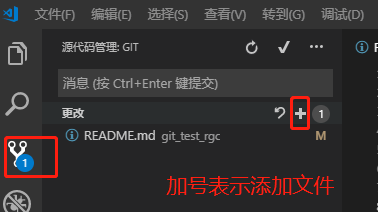 文件(F) 编辑(E) 查看(V) 转到(G) 调试(D)
源代码管理: GIT
消息 (按 Ctrl+Enter 键提交)
更改 1
README.md git_test_rgc M
1
加号表示添加文件